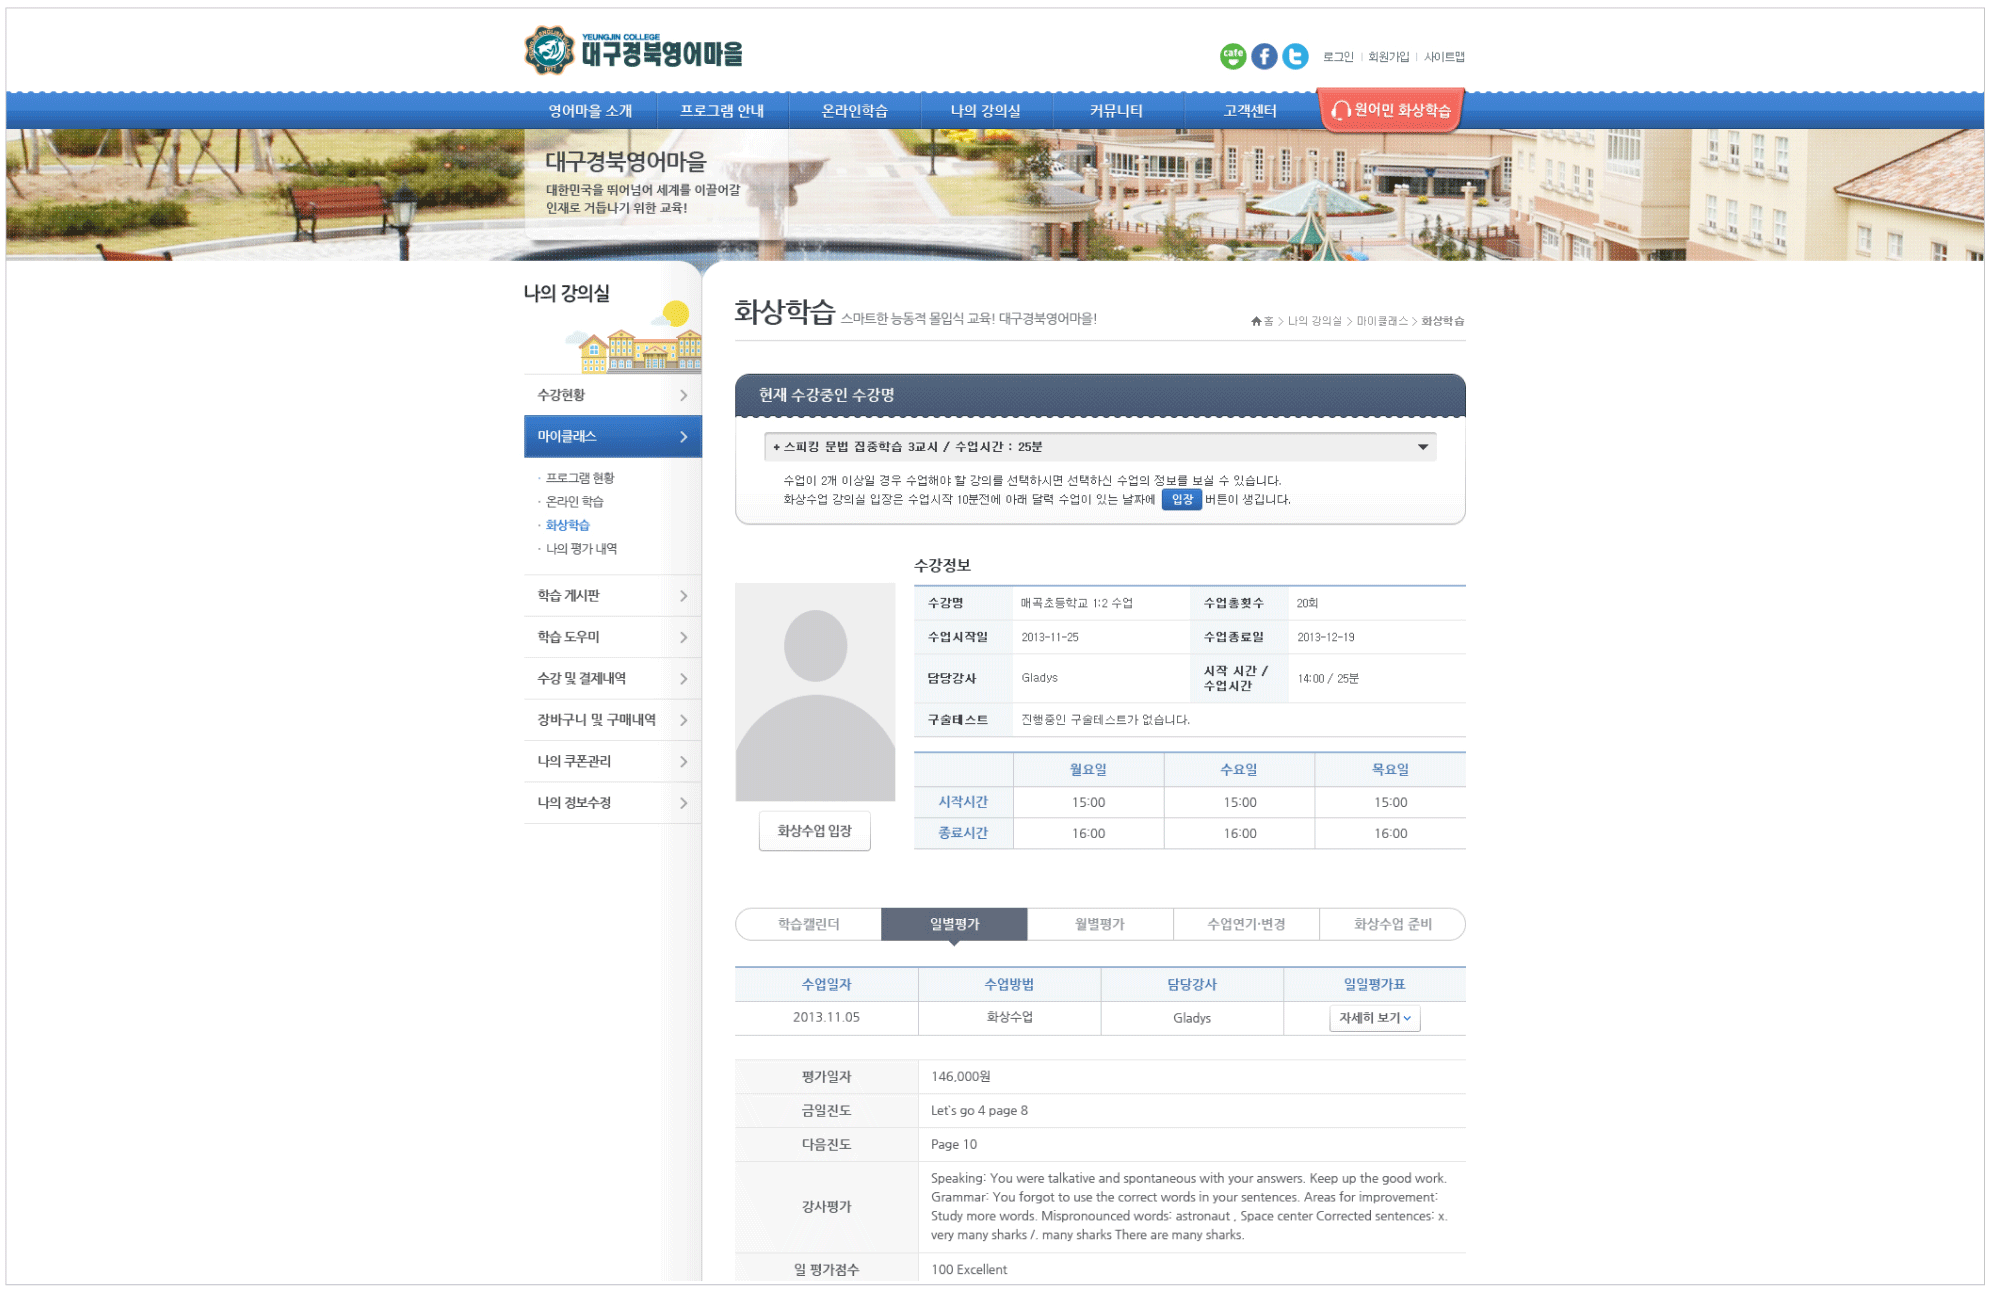 YEUNGJIN COLLEGE
대구경북영어마을
cafe
로그인 | 회원가입 | 사이트맵
영어마을 소개 프로그램 안내 온라인학습 나의 강의실 커뮤니티 고객센터 원어민 화상학습
대구경북영어마을
대한민국을 뛰어넘어 세계를 이끌어갈
인재로 거듭나기 위한 교육!
나의 강의실
수강현황
마이클래스
· 프로그램 현황
· 온라인 학습
· 화상학습
· 나의 평가 내역
학습 게시판
학습 도우미
수강 및 결제내역
장바구니 및 구매내역
나의 쿠폰관리
나의 정보수정
화상학습 스마트한 능동적 몰입식 교육! 대구경북영어마을!
홈 > 나의 강의실 > 마이클래스 > 화상학습
현재 수강중인 수강명
+ 스피킹 문법 집중학습 3교시 / 수업시간 : 25분
수업이 2개 이상일 경우 수업해야 할 강의를 선택하시면 선택하신 수업의 정보를 보실 수 있습니다.
화상수업 강의실 입장은 수업시작 10분전에 아래 달력 수업이 있는 날짜에 입장 버튼이 생깁니다.
화상수업 입장
수강정보
수강명 매곡초등학교 1:2 수업 수업총횟수 20회
수업시작일 2013-11-25 수업종료일 2013-12-19
담당강사 Gladys 시작 시간 / 수업시간 14:00 / 25분
구술테스트 진행중인 구술테스트가 없습니다.
월요일 수요일 목요일
시작시간 15:00 15:00 15:00
종료시간 16:00 16:00 16:00
학습캘린더 일별평가 월별평가 수업연기·변경 화상수업 준비
수업일자 수업방법 담당강사 일일평가표
2013.11.05 화상수업 Gladys 자세히 보기
평가일자 146,000원
금일진도 Let's go 4 page 8
다음진도 Page 10
강사평가
Speaking: You were talkative and spontaneous with your answers. Keep up the good work.
Grammar: You forgot to use the correct words in your sentences. Areas for improvement:
Study more words. Mispronounced words: astronaut , Space center Corrected sentences: x.
very many sharks /. many sharks There are many sharks.
일 평가점수 100 Excellent